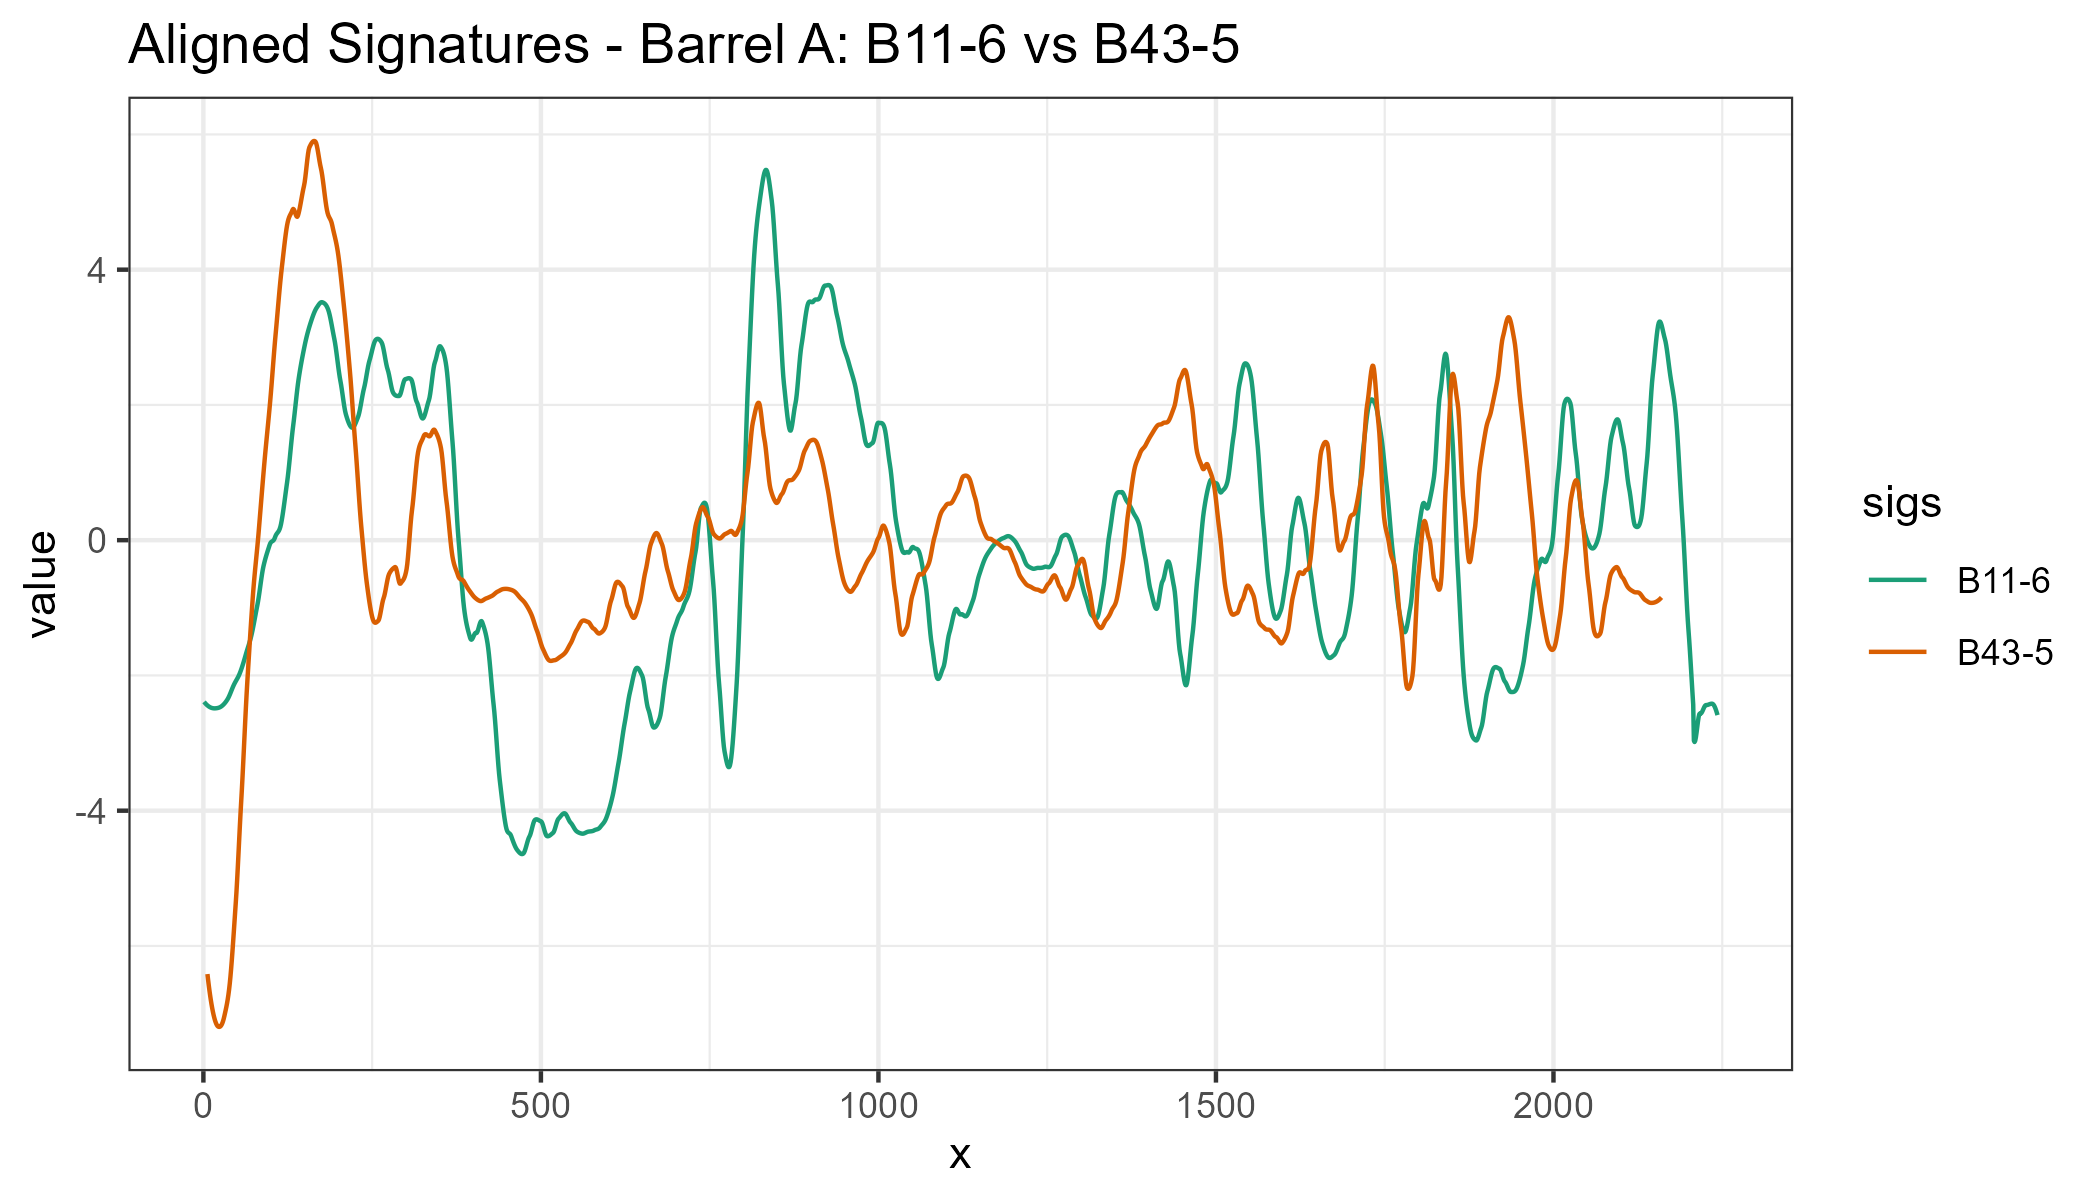 Aligned Signatures - Barrel A: B11-6 vs B43-5
value
4
0
-4
0 500 1000 1500 2000
x
sigs
B11-6
B43-5